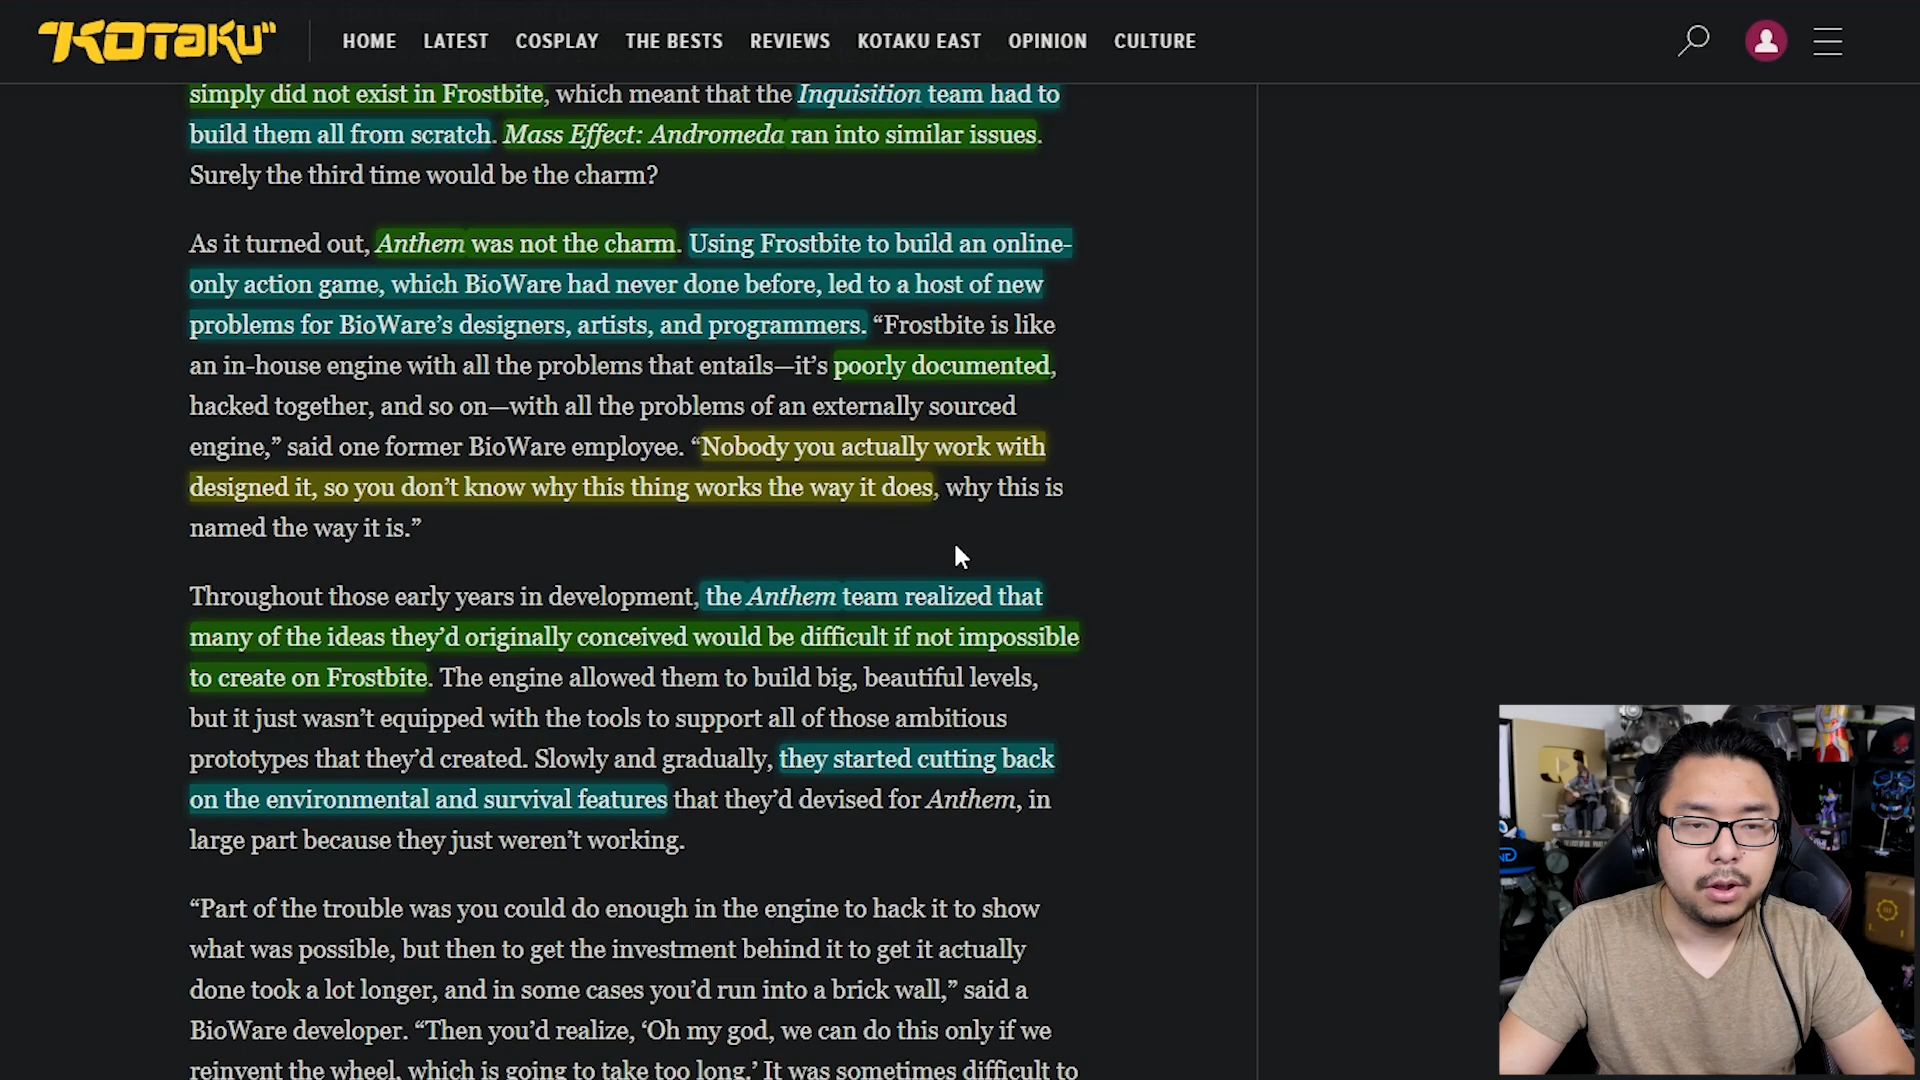 KOTAKU
HOME LATEST COSPLAY THE BESTS REVIEWS KOTAKU EAST OPINION CULTURE
simply did not exist in Frostbite, which meant that the Inquisition team had to
build them all from scratch. Mass Effect: Andromeda ran into similar issues.
Surely the third time would be the charm?
As it turned out, Anthem was not the charm. Using Frostbite to build an online-
only action game, which BioWare had never done before, led to a host of new
problems for BioWare’s designers, artists, and programmers. “Frostbite is like
an in-house engine with all the problems that entails—it’s poorly documented,
hacked together, and so on—with all the problems of an externally sourced
engine,” said one former BioWare employee. “Nobody you actually work with
designed it, so you don’t know why this thing works the way it does, why this is
named the way it is.”
Throughout those early years in development, the Anthem team realized that
many of the ideas they’d originally conceived would be difficult if not impossible
to create on Frostbite. The engine allowed them to build big, beautiful levels,
but it just wasn’t equipped with the tools to support all of those ambitious
prototypes that they’d created. Slowly and gradually, they started cutting back
on the environmental and survival features that they’d devised for Anthem, in
large part because they just weren’t working.
“Part of the trouble was you could do enough in the engine to hack it to show
what was possible, but then to get the investment behind it to get it actually
done took a lot longer, and in some cases you’d run into a brick wall,” said a
BioWare developer. “Then you’d realize, ‘Oh my god, we can do this only if we
reinvent the wheel, which is going to take too long.’ It was sometimes difficult to